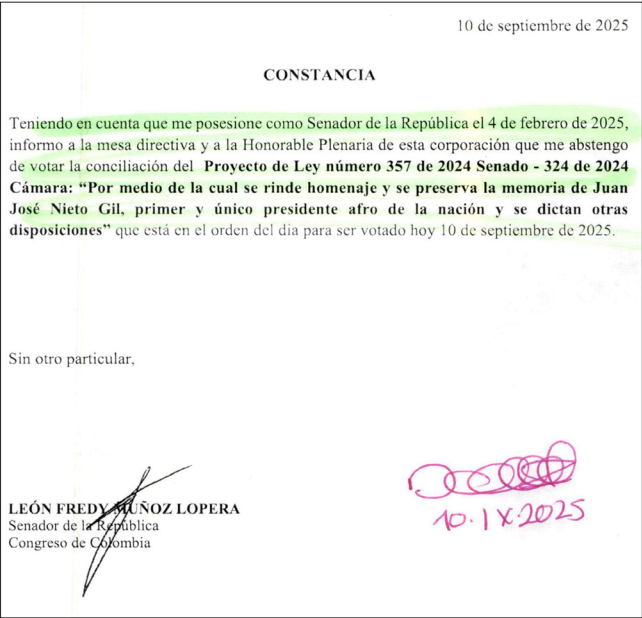 10 de septiembre de 2025
CONSTANCIA
Teniendo en cuenta que me posesione como Senador de la República el 4 de febrero de 2025,
informo a la mesa directiva y a la Honorable Plenaria de esta corporación que me abstengo
de votar la conciliación del Proyecto de Ley número 357 de 2024 Senado - 324 de 2024
Cámara: “Por medio de la cual se rinde homenaje y se preserva la memoria de Juan
José Nieto Gil, primer y único presidente afro de la nación y se dictan otras
disposiciones” que está en el orden del día para ser votado hoy 10 de septiembre de 2025.
Sin otro particular,
LEÓN FREDY MUÑOZ LOPERA
Senador de la República
Congreso de Colombia
10.IX.2025